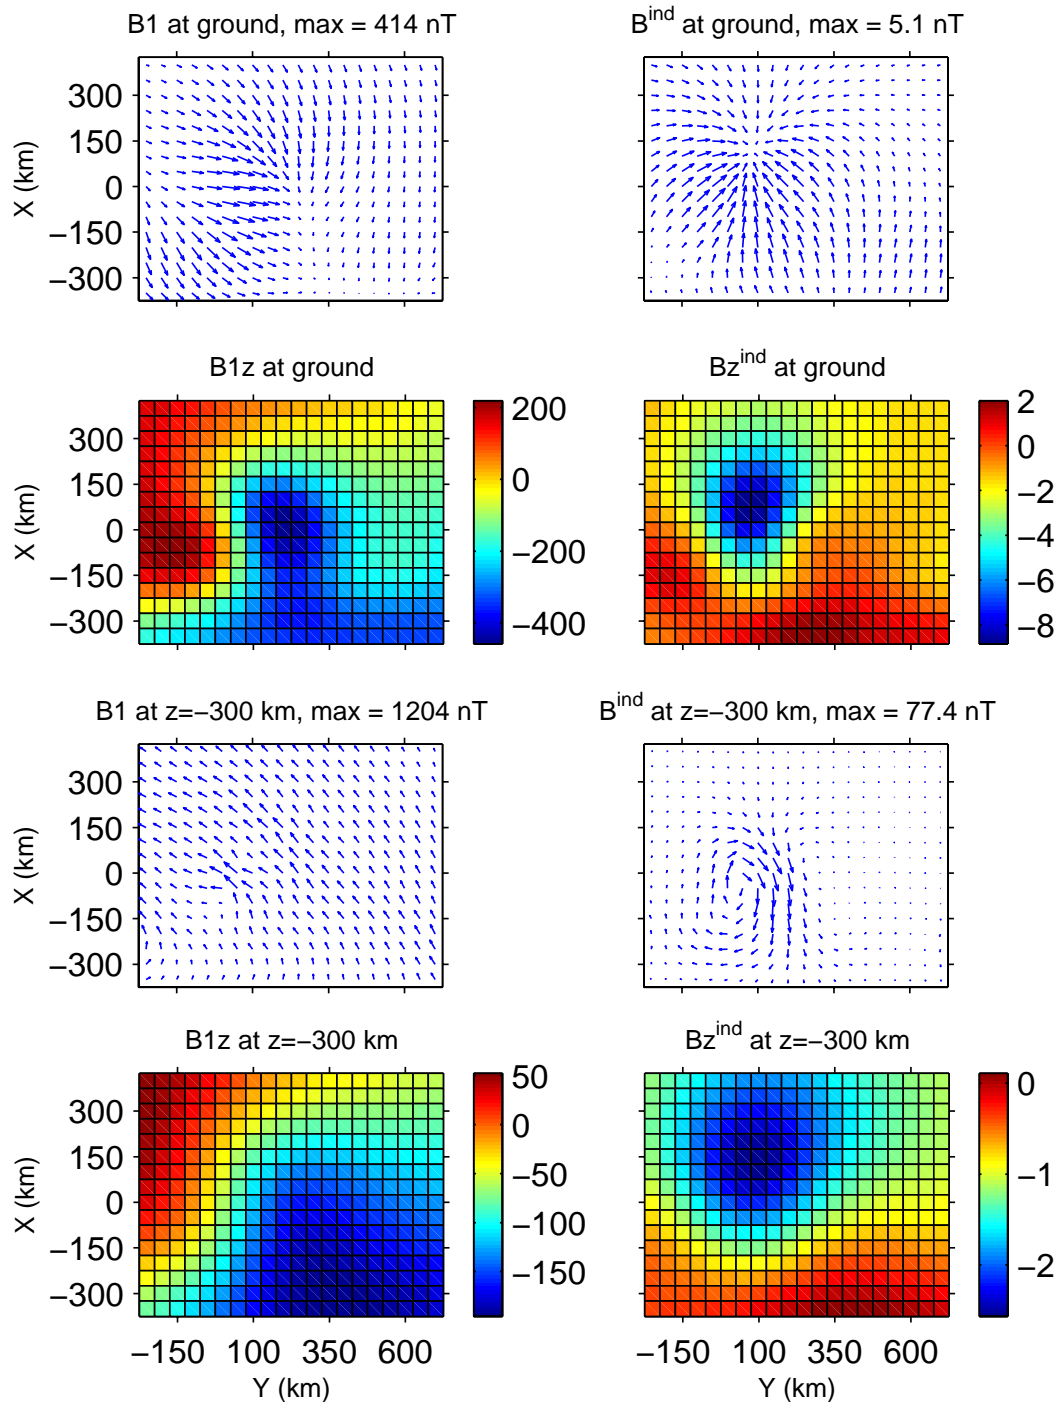 B1 at ground, max = 414 nT
B^ind at ground, max = 5.1 nT
300
150
0
−150
−300
X (km)
B1z at ground
Bz^ind at ground
300
150
0
−150
−300
X (km)
200
0
−200
−400
2
0
−2
−4
−6
−8
B1 at z=−300 km, max = 1204 nT
B^ind at z=−300 km, max = 77.4 nT
300
150
0
−150
−300
X (km)
B1z at z=−300 km
Bz^ind at z=−300 km
300
150
0
−150
−300
X (km)
50
0
−50
−100
−150
0
−1
−2
−150 100 350 600
Y (km)
−150 100 350 600
Y (km)